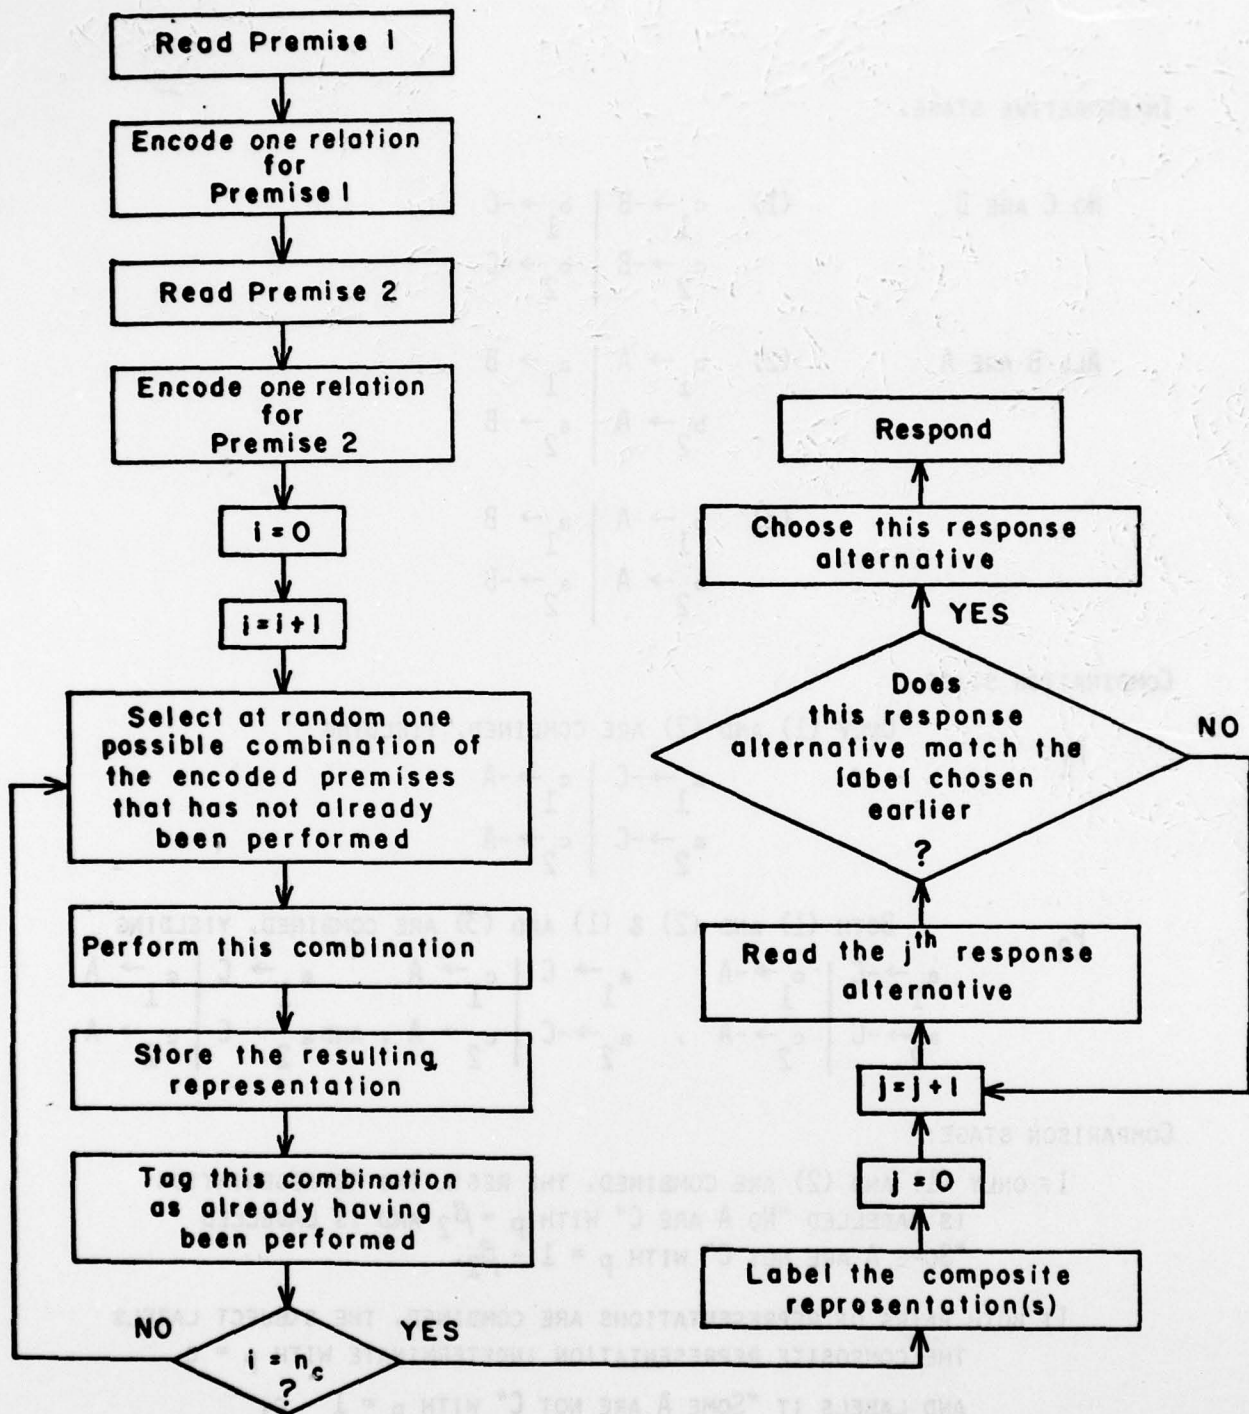 Read Premise 1
Encode one relation
for
Premise 1
Read Premise 2
Encode one relation
for
Premise 2
i = 0
i = i + 1
Select at random one
possible combination of
the encoded premises
that has not already
been performed
Perform this combination
Store the resulting
representation
Tag this combination
as already having
been performed
NO
YES
i = n_c
?
Label the composite
representation(s)
j = 0
j = j + 1
Read the jth response
alternative
Does
this response
alternative match the
label chosen
earlier
?
NO
YES
Choose this response
alternative
Respond